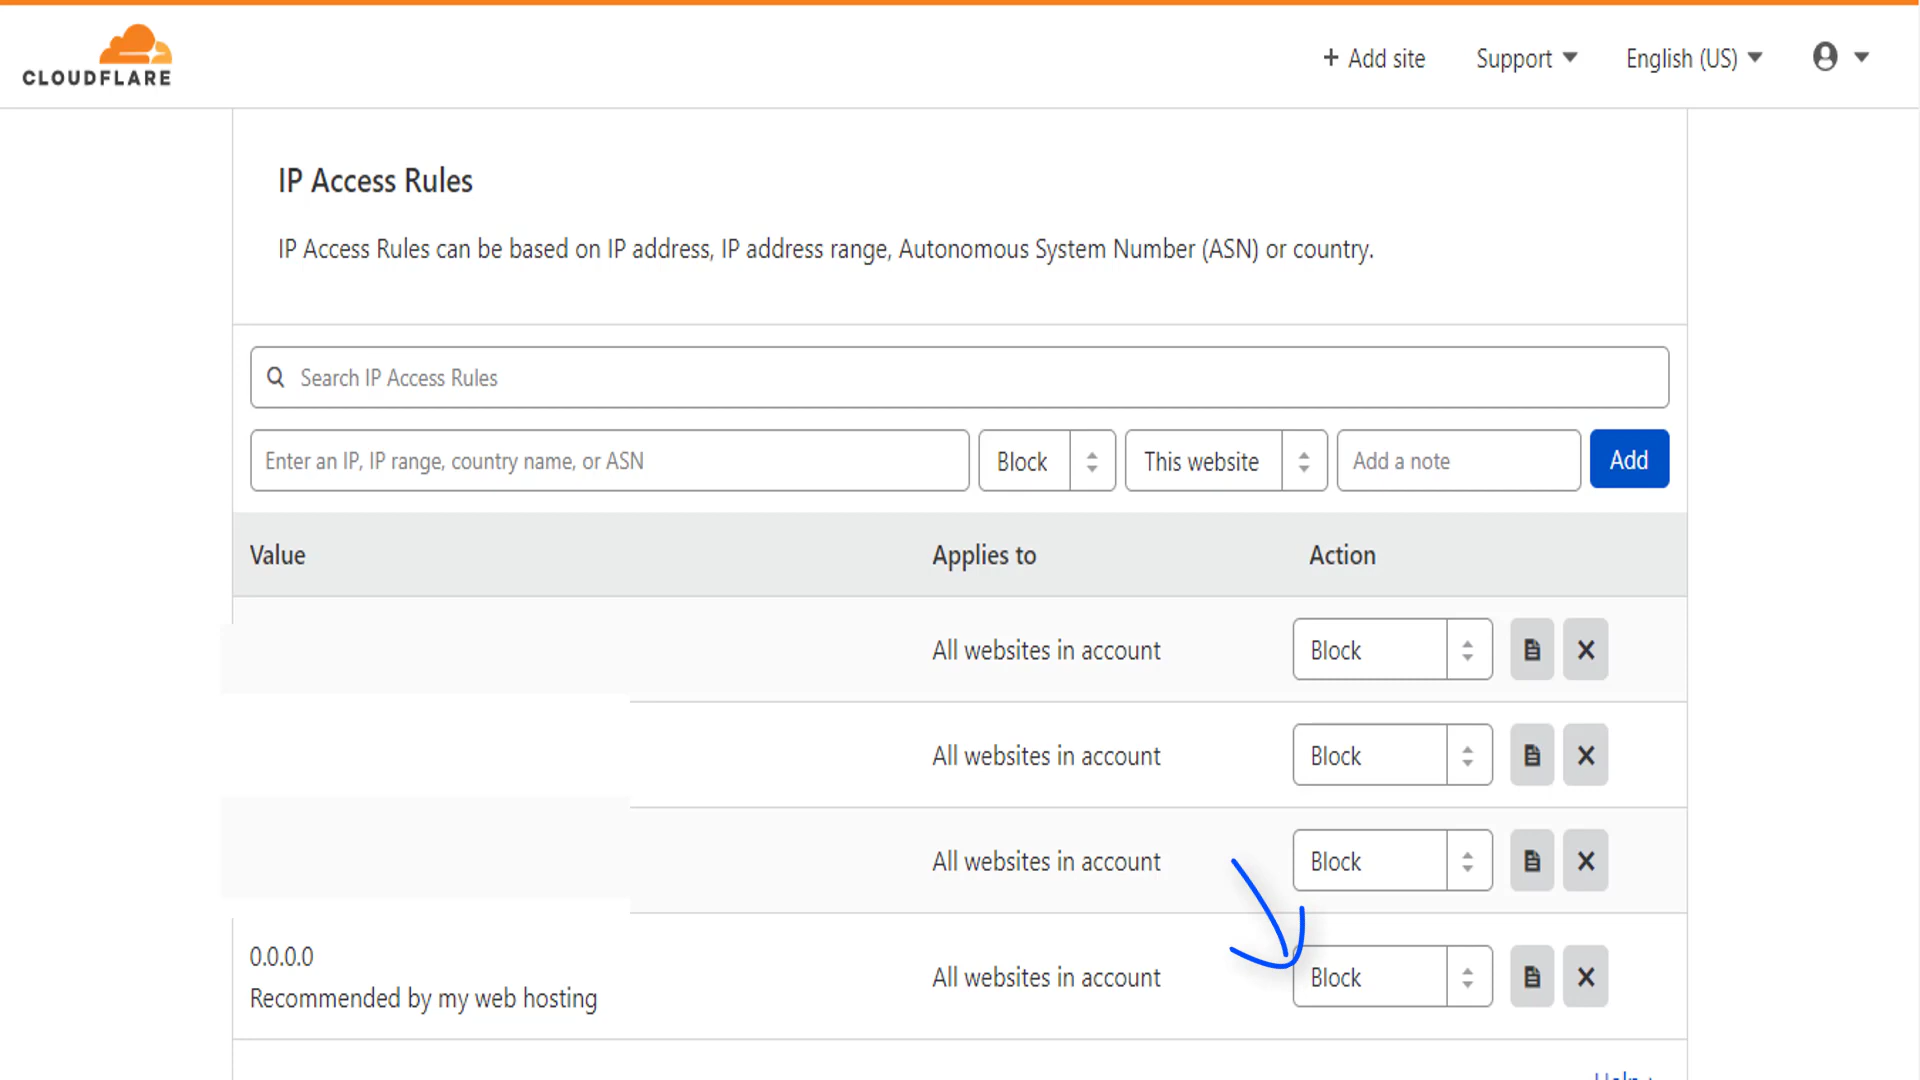 CLOUDFLARE
+ Add site
Support
English (US)
IP Access Rules
IP Access Rules can be based on IP address, IP address range, Autonomous System Number (ASN) or country.
Search IP Access Rules
Enter an IP, IP range, country name, or ASN
Block
This website
Add a note
Add
Value
Applies to
Action
All websites in account
Block
All websites in account
Block
All websites in account
Block
0.0.0.0
Recommended by my web hosting
All websites in account
Block
Help